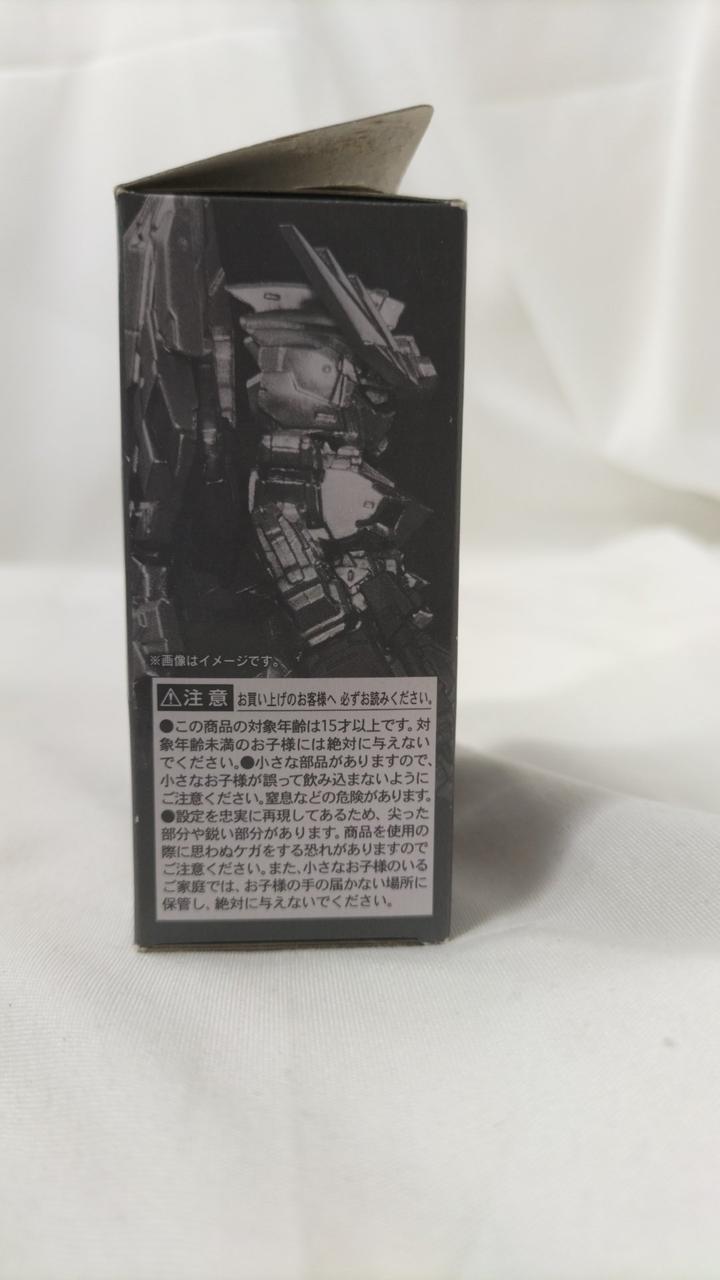 ※画像はイメージです。
⚠注意 お買い上げのお客様へ 必ずお読みください。
●この商品の対象年齢は15才以上です。対
象年齢未満のお子様には絶対に与えない
でください。●小さな部品がありますので、
小さなお子様が誤って飲み込まないように
ご注意ください。窒息などの危険があります。
●設定を忠実に再現してあるため、尖った
部分や鋭い部分があります。商品を使用の
際に思わぬケガをする恐れがありますので
ご注意ください。また、小さなお子様のいる
ご家庭では、お子様の手の届かない場所に
保管し、絶対に与えないでください。